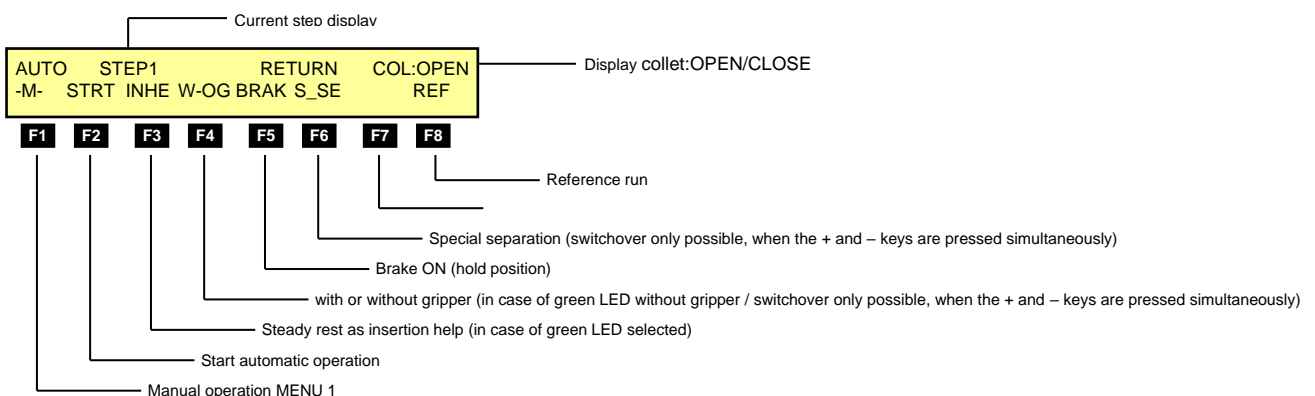 Current step display
AUTO STEP1 RETURN COL:OPEN
Display collet:OPEN/CLOSE
-M- STRT INHE W-OG BRAK S_SE REF
F1 F2 F3 F4 F5 F6 F7 F8
Reference run
Special separation (switchover only possible, when the + and – keys are pressed simultaneously)
Brake ON (hold position)
with or without gripper (in case of green LED without gripper / switchover only possible, when the + and – keys are pressed simultaneously)
Steady rest as insertion help (in case of green LED selected)
Start automatic operation
Manual operation MENU 1